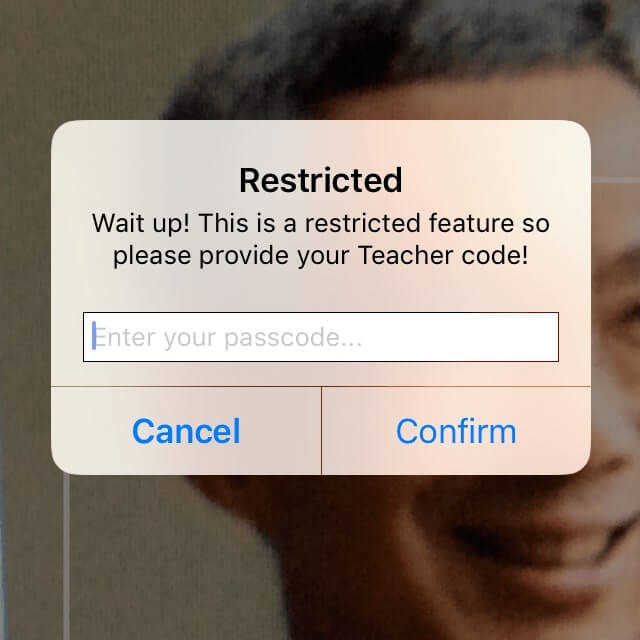 Restricted
Wait up! This is a restricted feature so
please provide your Teacher code!
Enter your passcode...
Cancel
Confirm